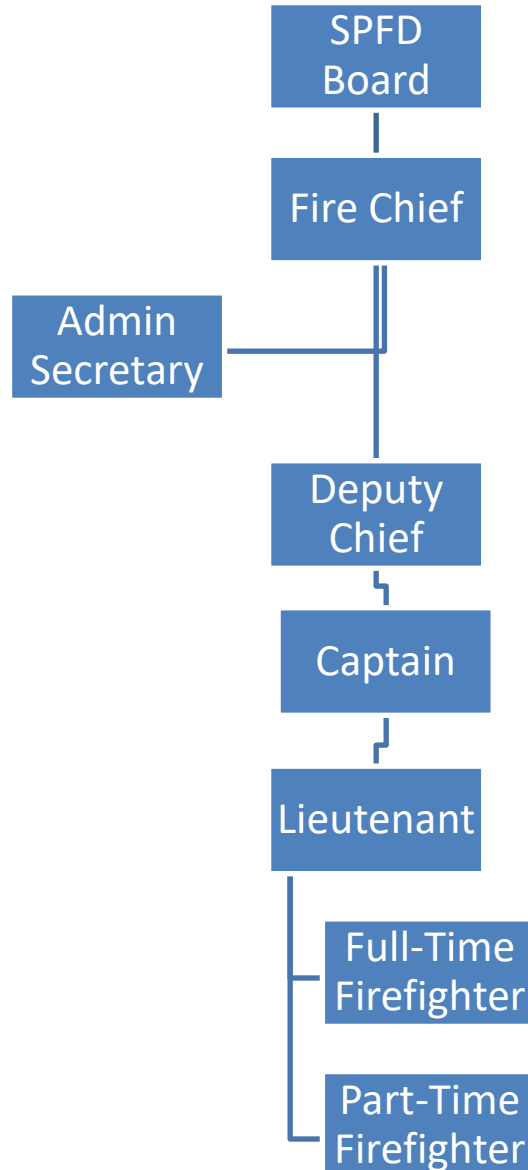 SPFD
Board
Fire Chief
Admin
Secretary
Deputy
Chief
Captain
Lieutenant
Full-Time
Firefighter
Part-Time
Firefighter